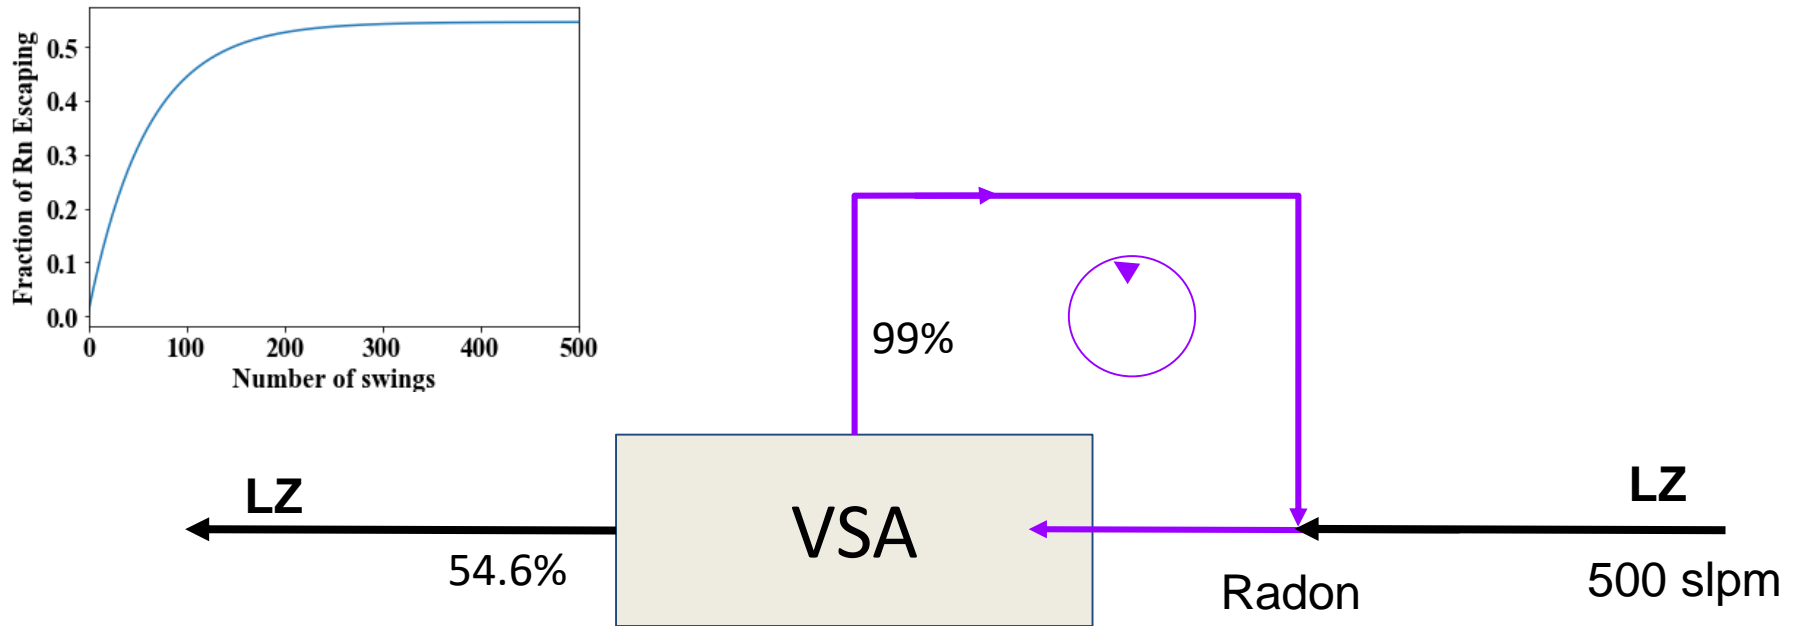 Fraction of Rn Escaping
0.5
0.4
0.3
0.2
0.1
0.0
0 100 200 300 400 500
Number of swings
99%
LZ
LZ
VSA
54.6%
Radon
500 slpm